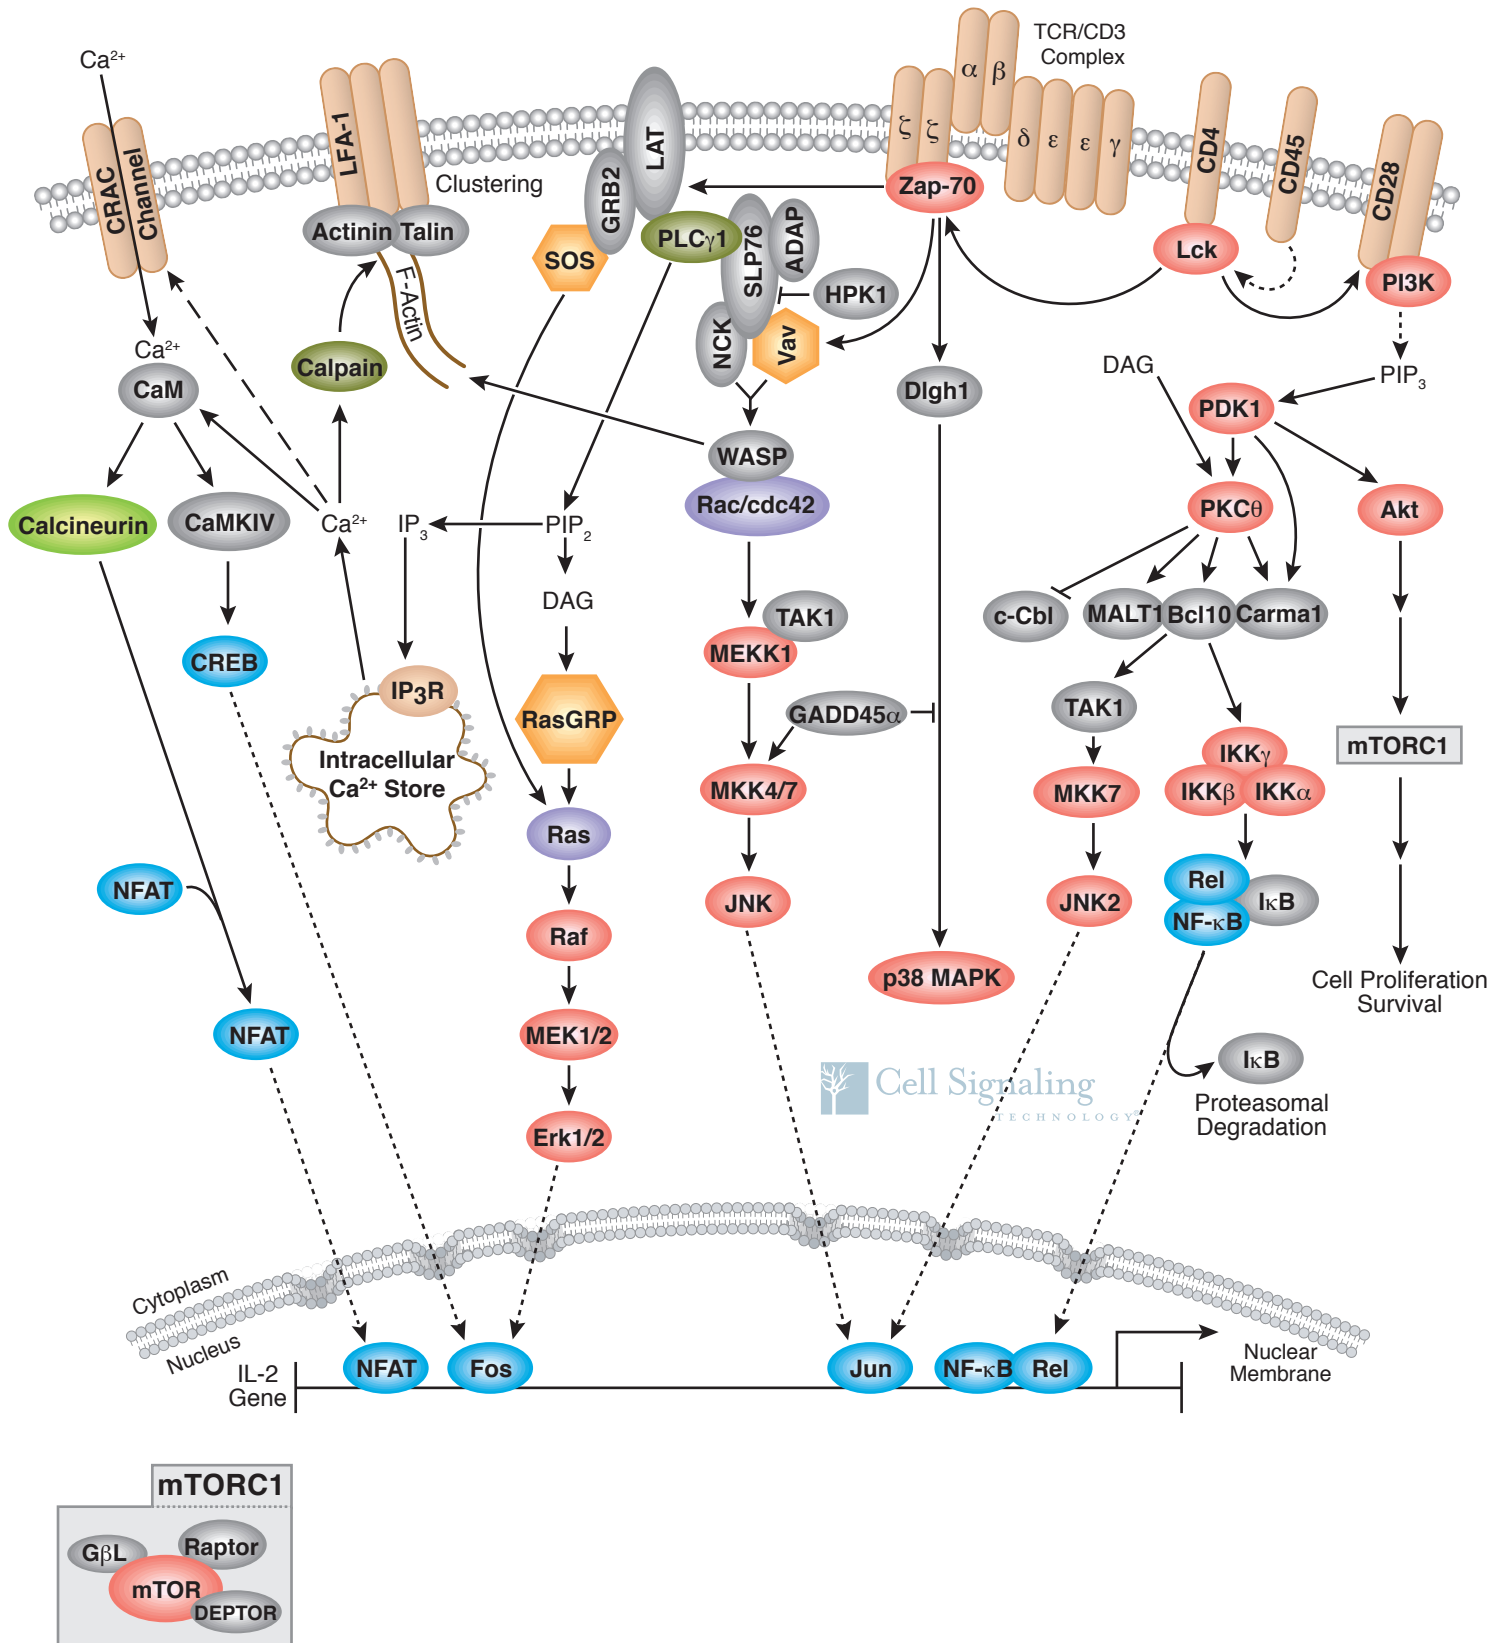 TCR/CD3
Complex
Ca2+
α
β
LFA-1
LAT
ζ
ζ
δ
ε
ε
γ
CD4
CD45
CD28
CRAC
Channel
Clustering
GRB2
Zap-70
Actinin
Talin
PLCγ1
SLP76
ADAP
Lck
SOS
PI3K
HPK1
F-Actin
NCK
Vav
Ca2+
CaM
Calpain
Dlgh1
DAG
PIP3
PDK1
WASP
Rac/cdc42
Calcineurin
CaMKIV
Ca2+
IP3
PIP2
PKCθ
Akt
DAG
TAK1
c-Cbl
MALT1
Bcl10
Carma1
CREB
MEKK1
IP3R
RasGRP
GADD45α
TAK1
Intracellular
Ca2+ Store
mTORC1
IKKγ
IKKβ
IKKα
MKK4/7
MKK7
Ras
NFAT
JNK
JNK2
Rel
NF-κB
IκB
Raf
p38 MAPK
Cell Proliferation
Survival
NFAT
MEK1/2
IκB
Cell Signaling
TECHNOLOGY®
Proteasomal
Degradation
Erk1/2
Cytoplasm
Nucleus
IL-2
Gene
NFAT
Fos
Jun
NF-κB
Rel
Nuclear
Membrane
mTORC1
GβL
Raptor
mTOR
DEPTOR